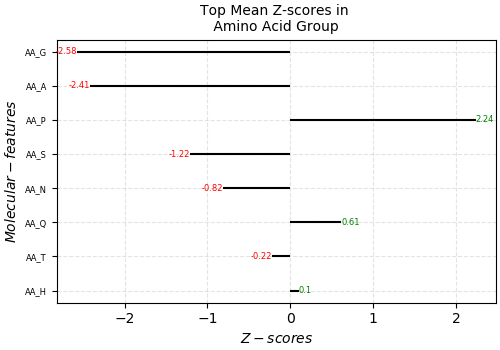 Top Mean Z-scores in
Amino Acid Group
AA_G
-2.58
AA_A
-2.41
AA_P
2.24
AA_S
-1.22
AA_N
-0.82
AA_Q
0.61
AA_T
-0.22
AA_H
0.1
Molecular − features
−2 −1 0 1 2
Z − scores